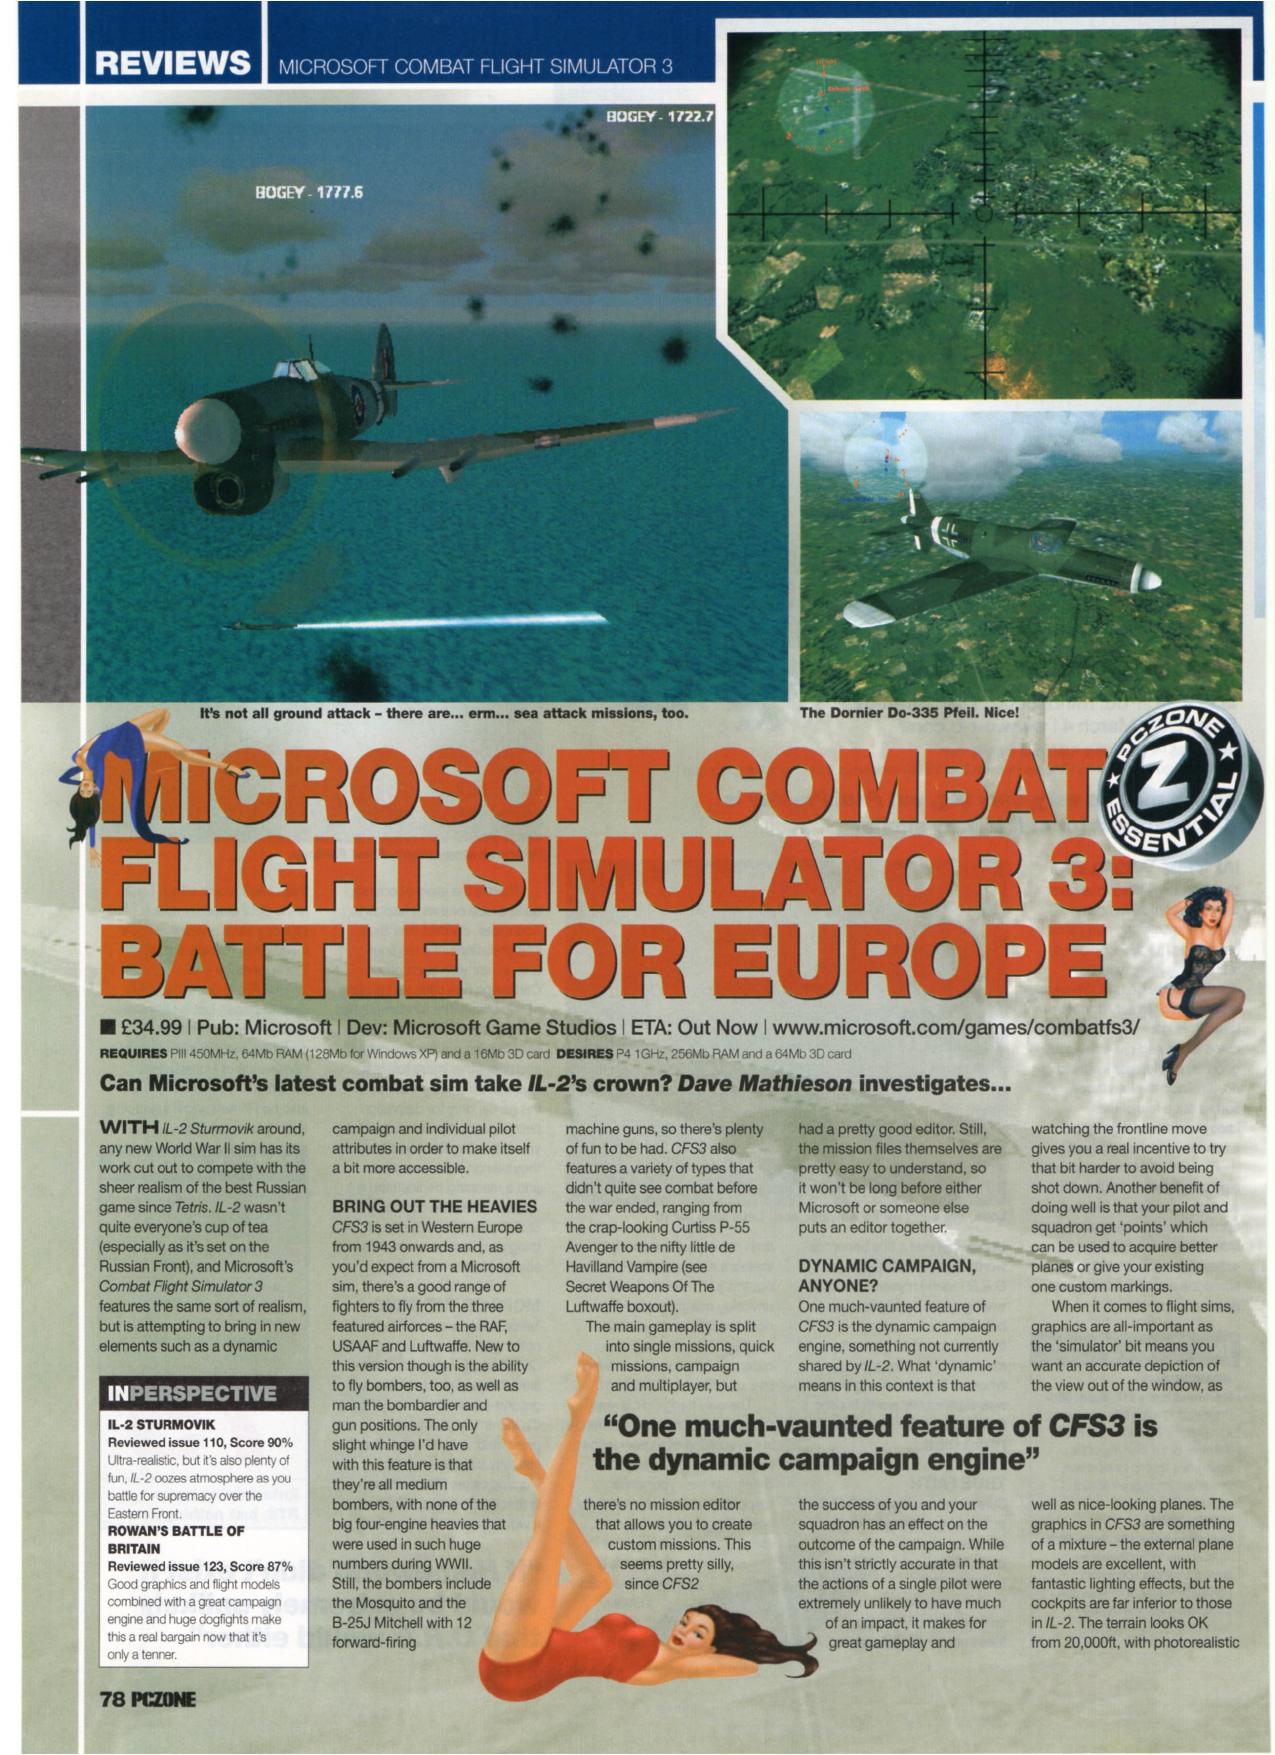 REVIEWS
MICROSOFT COMBAT FLIGHT SIMULATOR 3
BOGEY - 1722.7
BOGEY - 1777.6
It's not all ground attack – there are... erm... sea attack missions, too.
The Dornier Do-335 Pfeil. Nice!
PCZONE
Z
ESSENTIAL
MICROSOFT COMBAT
FLIGHT SIMULATOR 3:
BATTLE FOR EUROPE
■ £34.99 | Pub: Microsoft | Dev: Microsoft Game Studios | ETA: Out Now | www.microsoft.com/games/combatfs3/
REQUIRES PIII 450MHz, 64Mb RAM (128Mb for Windows XP) and a 16Mb 3D card DESIRES P4 1GHz, 256Mb RAM and a 64Mb 3D card
Can Microsoft's latest combat sim take IL-2's crown? Dave Mathieson investigates...
WITH IL-2 Sturmovik around,
any new World War II sim has its
work cut out to compete with the
sheer realism of the best Russian
game since Tetris. IL-2 wasn't
quite everyone's cup of tea
(especially as it's set on the
Russian Front), and Microsoft's
Combat Flight Simulator 3
features the same sort of realism,
but is attempting to bring in new
elements such as a dynamic
INPERSPECTIVE
IL-2 STURMOVIK
Reviewed issue 110, Score 90%
Ultra-realistic, but it's also plenty of
fun, IL-2 oozes atmosphere as you
battle for supremacy over the
Eastern Front.
ROWAN'S BATTLE OF
BRITAIN
Reviewed issue 123, Score 87%
Good graphics and flight models
combined with a great campaign
engine and huge dogfights make
this a real bargain now that it's
only a tenner.
campaign and individual pilot
attributes in order to make itself
a bit more accessible.
BRING OUT THE HEAVIES
CFS3 is set in Western Europe
from 1943 onwards and, as
you'd expect from a Microsoft
sim, there's a good range of
fighters to fly from the three
featured airforces – the RAF,
USAAF and Luftwaffe. New to
this version though is the ability
to fly bombers, too, as well as
man the bombardier and
gun positions. The only
slight whinge I'd have
with this feature is that
they're all medium
bombers, with none of the
big four-engine heavies that
were used in such huge
numbers during WWII.
Still, the bombers include
the Mosquito and the
B-25J Mitchell with 12
forward-firing
machine guns, so there's plenty
of fun to be had. CFS3 also
features a variety of types that
didn't quite see combat before
the war ended, ranging from
the crap-looking Curtiss P-55
Avenger to the nifty little de
Havilland Vampire (see
Secret Weapons Of The
Luftwaffe boxout).
The main gameplay is split
into single missions, quick
missions, campaign
and multiplayer, but
"One much-vaunted feature of CFS3 is
the dynamic campaign engine"
there's no mission editor
that allows you to create
custom missions. This
seems pretty silly,
since CFS2
had a pretty good editor. Still,
the mission files themselves are
pretty easy to understand, so
it won't be long before either
Microsoft or someone else
puts an editor together.
DYNAMIC CAMPAIGN,
ANYONE?
One much-vaunted feature of
CFS3 is the dynamic campaign
engine, something not currently
shared by IL-2. What 'dynamic'
means in this context is that
the success of you and your
squadron has an effect on the
outcome of the campaign. While
this isn't strictly accurate in that
the actions of a single pilot were
extremely unlikely to have much
of an impact, it makes for
great gameplay and
watching the frontline move
gives you a real incentive to try
that bit harder to avoid being
shot down. Another benefit of
doing well is that your pilot and
squadron get 'points' which
can be used to acquire better
planes or give your existing
one custom markings.
When it comes to flight sims,
graphics are all-important as
the 'simulator' bit means you
want an accurate depiction of
the view out of the window, as
well as nice-looking planes. The
graphics in CFS3 are something
of a mixture – the external plane
models are excellent, with
fantastic lighting effects, but the
cockpits are far inferior to those
in IL-2. The terrain looks OK
from 20,000ft, with photorealistic
78 PCZONE